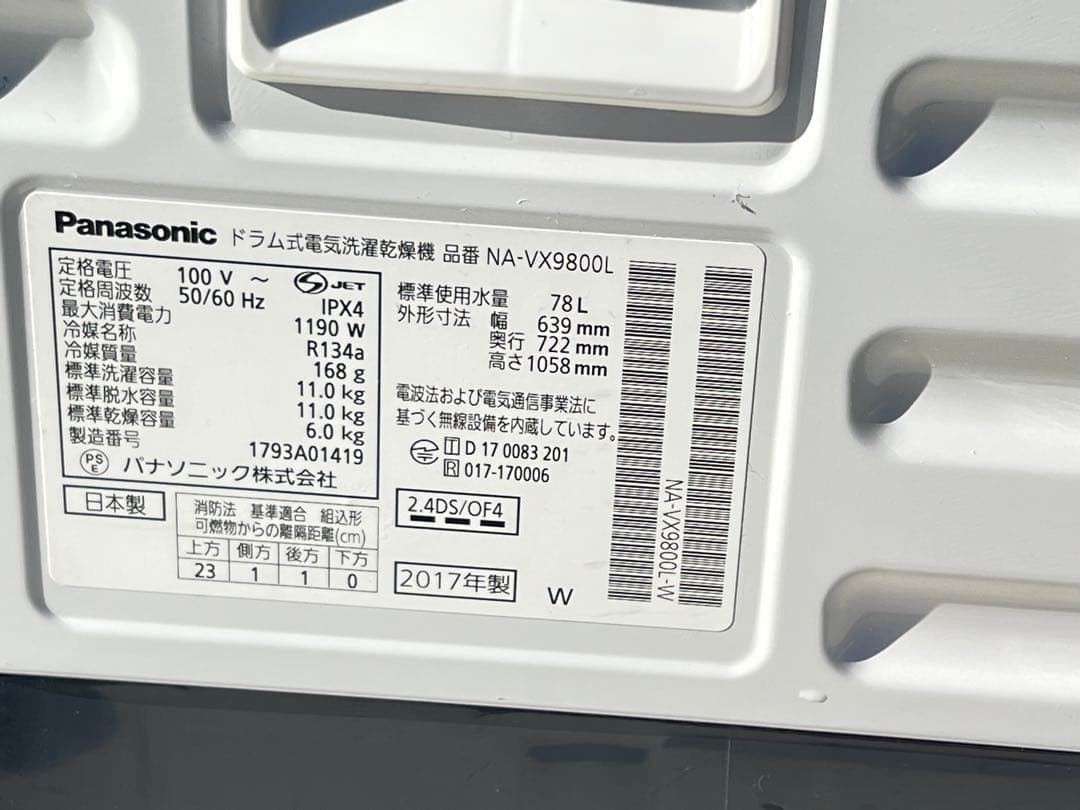 Panasonic ドラム式電気洗濯乾燥機 品番 NA-VX9800L
定格電圧 100 V ～ S JET
定格周波数 50/60 Hz IPX4
最大消費電力 1190 W
冷媒名称 R134a
冷媒質量 168 g
標準洗濯容量 11.0 kg
標準脱水容量 11.0 kg
標準乾燥容量 6.0 kg
製造番号 1793A01419
PSE パナソニック株式会社
標準使用水量 78 L
外形寸法 幅 639 mm
奥行 722 mm
高さ 1058 mm
電波法および電気通信事業法に
基づく無線設備を内蔵しています。
T D 17 0083 201
R 017-170006
日本製
消防法 基準適合 組込形
可燃物からの離隔距離(cm)
上方 側方 後方 下方
23 1 1 0
2.4DS/OF4
2017年製
W
NA-VX9800L-W